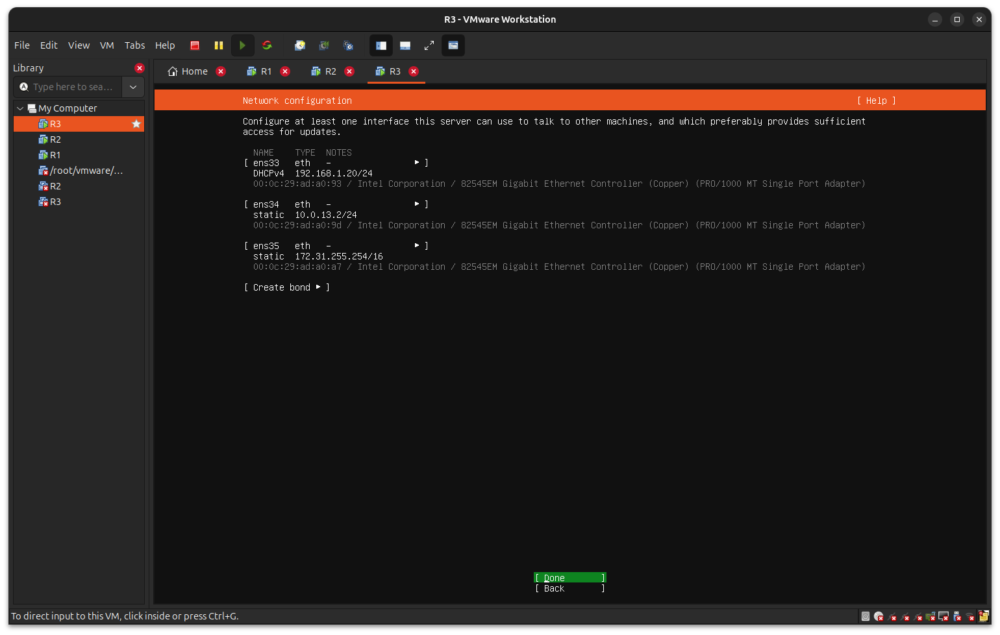 R3 - VMware Workstation
File Edit View VM Tabs Help
Library
Type here to sea...
My Computer
R3
R2
R1
/root/vmware/...
R2
R3
Home R1 R2 R3
Network configuration [ Help ]
Configure at least one interface this server can use to talk to other machines, and which preferably provides sufficient
access for updates.
NAME TYPE NOTES
[ ens33 eth - ▸ ]
DHCPv4 192.168.1.20/24
00:0c:29:ad:a0:93 / Intel Corporation / 82545EM Gigabit Ethernet Controller (Copper) (PRO/1000 MT Single Port Adapter)
[ ens34 eth - ▸ ]
static 10.0.13.2/24
00:0c:29:ad:a0:9d / Intel Corporation / 82545EM Gigabit Ethernet Controller (Copper) (PRO/1000 MT Single Port Adapter)
[ ens35 eth - ▸ ]
static 172.31.255.254/16
00:0c:29:ad:a0:a7 / Intel Corporation / 82545EM Gigabit Ethernet Controller (Copper) (PRO/1000 MT Single Port Adapter)
[ Create bond ▸ ]
[ Done ]
[ Back ]
To direct input to this VM, click inside or press Ctrl+G.